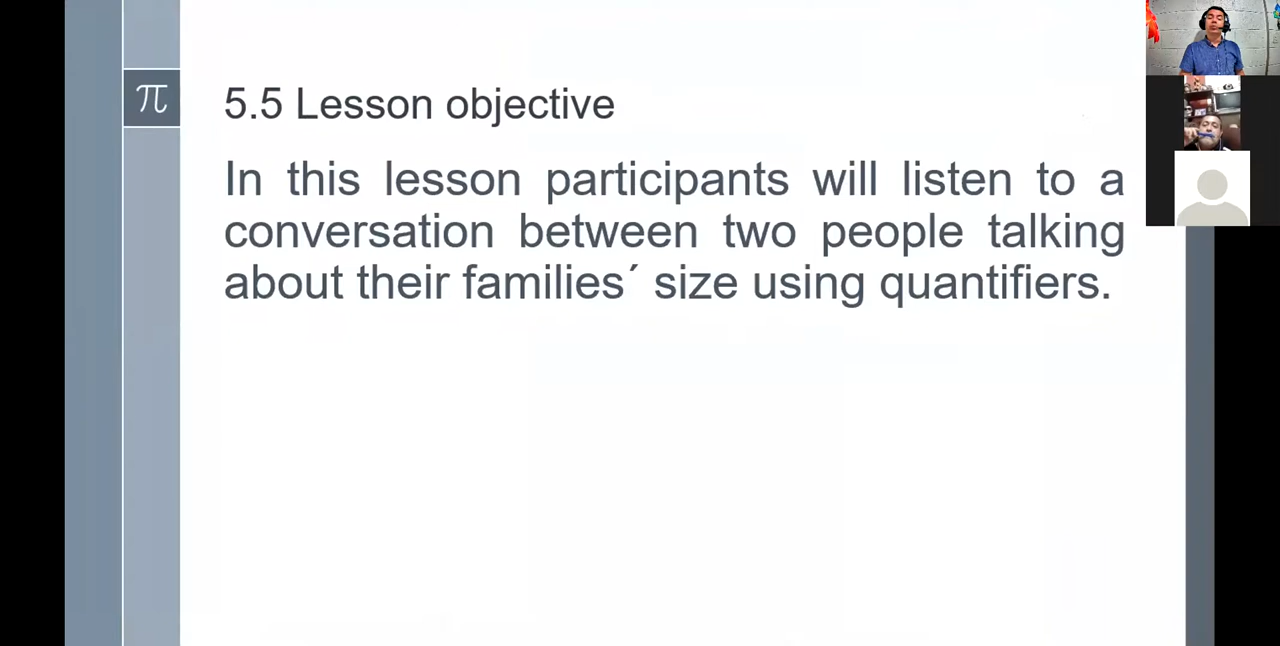 π
5.5 Lesson objective
In this lesson participants will listen to a
conversation between two people talking
about their families´ size using quantifiers.